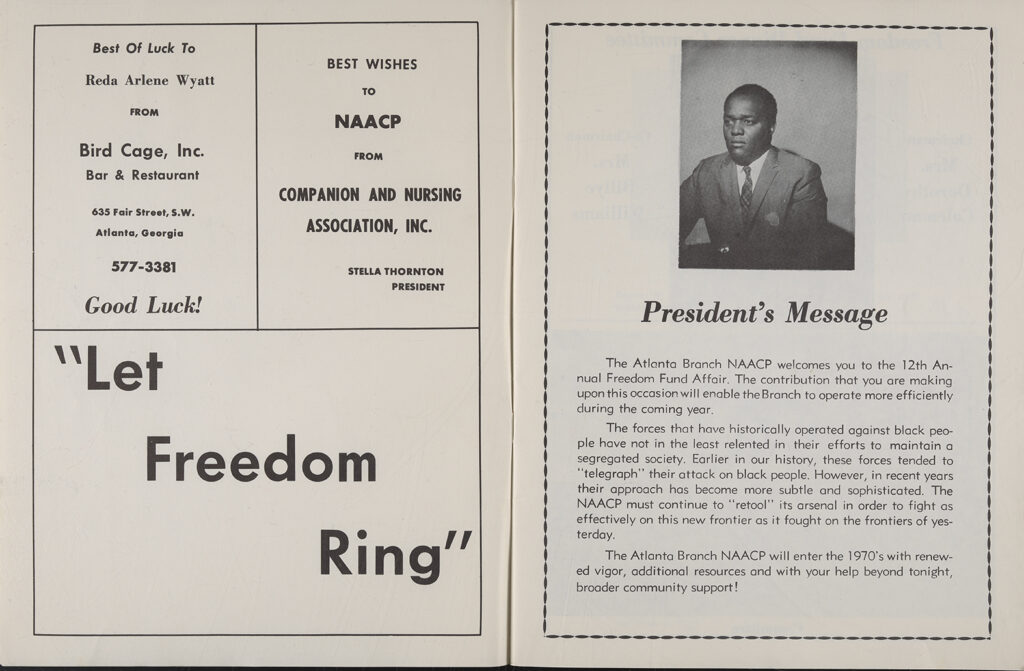 Best Of Luck To
Reda Arlene Wyatt
FROM
Bird Cage, Inc.
Bar & Restaurant
635 Fair Street, S.W.
Atlanta, Georgia
577-3381
Good Luck!
BEST WISHES
TO
NAACP
FROM
COMPANION AND NURSING
ASSOCIATION, INC.
STELLA THORNTON
PRESIDENT
"Let
Freedom
Ring"
President's Message
The Atlanta Branch NAACP welcomes you to the 12th An-
nual Freedom Fund Affair. The contribution that you are making
upon this occasion will enable the Branch to operate more efficiently
during the coming year.
The forces that have historically operated against black peo-
ple have not in the least relented in their efforts to maintain a
segregated society. Earlier in our history, these forces tended to
"telegraph" their attack on black people. However, in recent years
their approach has become more subtle and sophisticated. The
NAACP must continue to "retool" its arsenal in order to fight as
effectively on this new frontier as it fought on the frontiers of yes-
terday.
The Atlanta Branch NAACP will enter the 1970's with renew-
ed vigor, additional resources and with your help beyond tonight,
broader community support!